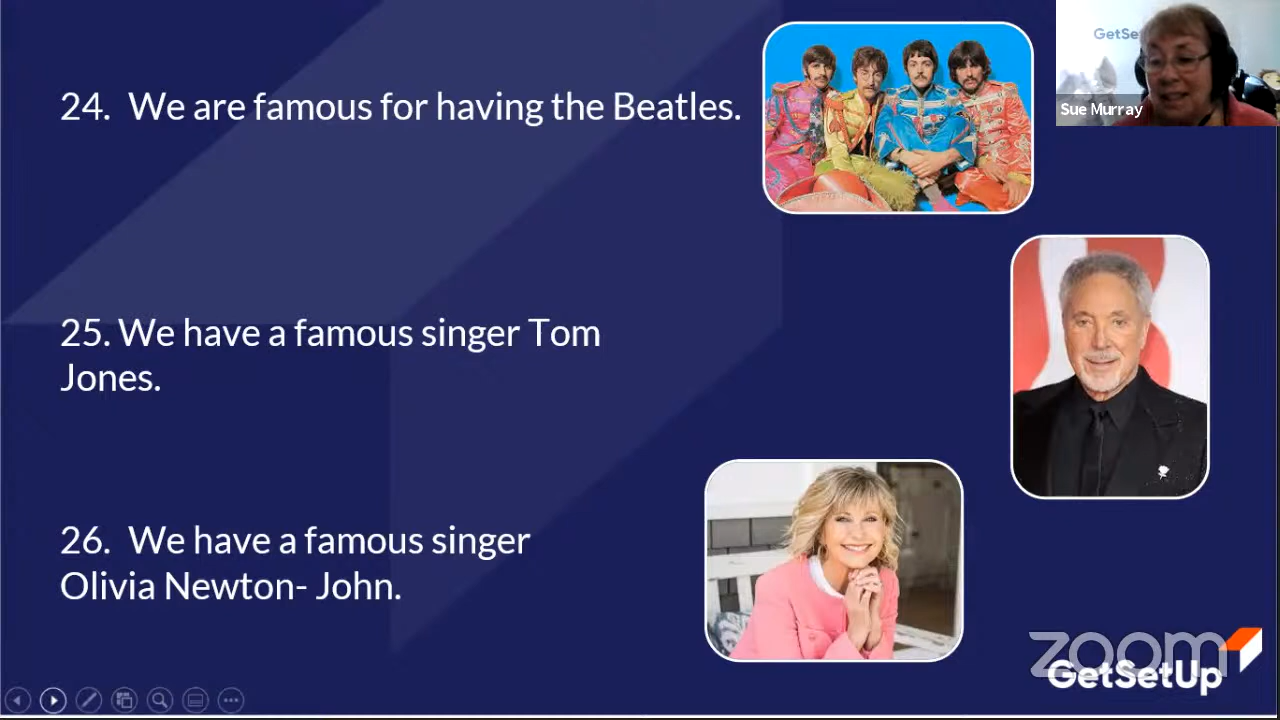 GetSe
Sue Murray
24. We are famous for having the Beatles.
25. We have a famous singer Tom
Jones.
26. We have a famous singer
Olivia Newton- John.
zoom
GetSetUp